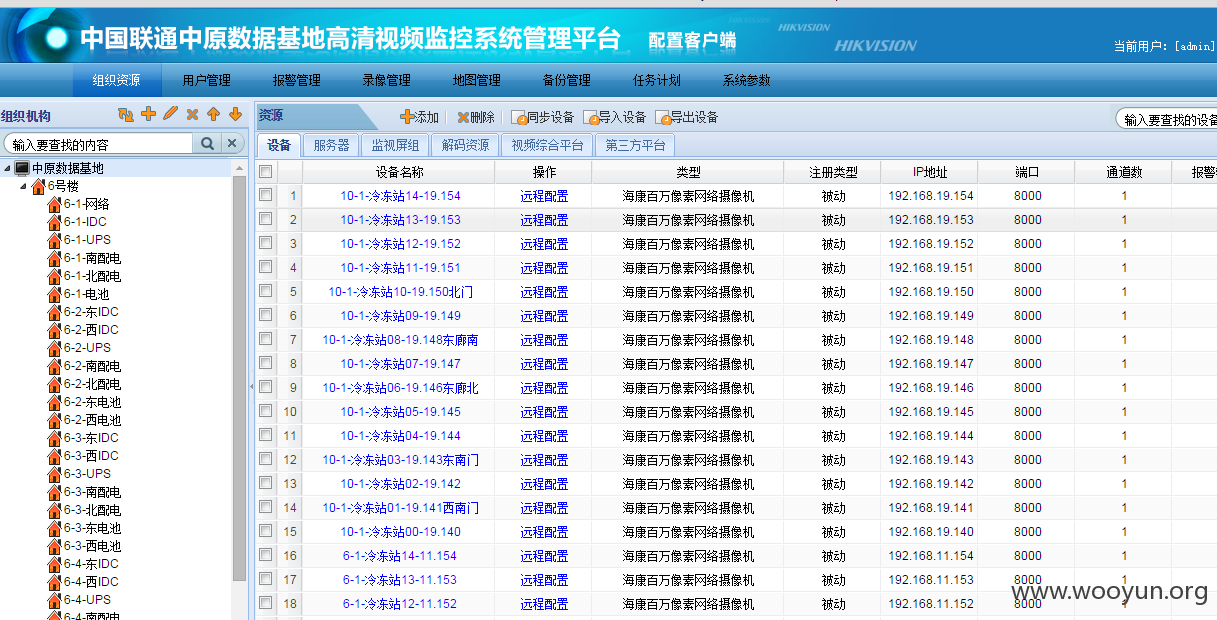 中国联通中原数据基地高清视频监控系统管理平台 配置客户端 HIKVISION HIKVISION
当前用户：[admin]
组织资源 用户管理 报警管理 录像管理 地图管理 备份管理 任务计划 系统参数
组织机构
输入要查找的内容
中原数据基地
6号楼
6-1-网络
6-1-IDC
6-1-UPS
6-1-南配电
6-1-北配电
6-1-电池
6-2-东IDC
6-2-西IDC
6-2-UPS
6-2-南配电
6-2-北配电
6-2-东电池
6-2-西电池
6-3-东IDC
6-3-西IDC
6-3-UPS
6-3-南配电
6-3-北配电
6-3-东电池
6-3-西电池
6-4-东IDC
6-4-西IDC
6-4-UPS
6-4-南配电
资源 添加 删除 同步设备 导入设备 导出设备 输入要查找的设备
设备 服务器 监视屏组 解码资源 视频综合平台 第三方平台
设备名称 操作 类型 注册类型 IP地址 端口 通道数 报警
1 10-1-冷东站14-19.154 远程配置 海康百万像素网络摄像机 被动 192.168.19.154 8000 1
2 10-1-冷东站13-19.153 远程配置 海康百万像素网络摄像机 被动 192.168.19.153 8000 1
3 10-1-冷东站12-19.152 远程配置 海康百万像素网络摄像机 被动 192.168.19.152 8000 1
4 10-1-冷东站11-19.151 远程配置 海康百万像素网络摄像机 被动 192.168.19.151 8000 1
5 10-1-冷东站10-19.150北门 远程配置 海康百万像素网络摄像机 被动 192.168.19.150 8000 1
6 10-1-冷东站09-19.149 远程配置 海康百万像素网络摄像机 被动 192.168.19.149 8000 1
7 10-1-冷东站08-19.148东廊南 远程配置 海康百万像素网络摄像机 被动 192.168.19.148 8000 1
8 10-1-冷东站07-19.147 远程配置 海康百万像素网络摄像机 被动 192.168.19.147 8000 1
9 10-1-冷东站06-19.146东廊北 远程配置 海康百万像素网络摄像机 被动 192.168.19.146 8000 1
10 10-1-冷东站05-19.145 远程配置 海康百万像素网络摄像机 被动 192.168.19.145 8000 1
11 10-1-冷东站04-19.144 远程配置 海康百万像素网络摄像机 被动 192.168.19.144 8000 1
12 10-1-冷东站03-19.143东南门 远程配置 海康百万像素网络摄像机 被动 192.168.19.143 8000 1
13 10-1-冷东站02-19.142 远程配置 海康百万像素网络摄像机 被动 192.168.19.142 8000 1
14 10-1-冷东站01-19.141西南门 远程配置 海康百万像素网络摄像机 被动 192.168.19.141 8000 1
15 10-1-冷东站00-19.140 远程配置 海康百万像素网络摄像机 被动 192.168.19.140 8000 1
16 6-1-冷东站14-11.154 远程配置 海康百万像素网络摄像机 被动 192.168.11.154 8000 1
17 6-1-冷东站13-11.153 远程配置 海康百万像素网络摄像机 被动 192.168.11.153 8000 1
18 6-1-冷东站12-11.152 远程配置 海康百万像素网络摄像机 被动 192.168.11.152 8000 1
www.wooyun.org